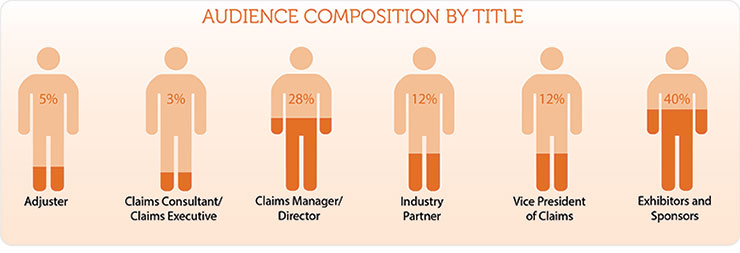 AUDIENCE COMPOSITION BY TITLE
5%
3%
28%
12%
12%
40%
Adjuster
Claims Consultant/
Claims Executive
Claims Manager/
Director
Industry
Partner
Vice President
of Claims
Exhibitors and
Sponsors